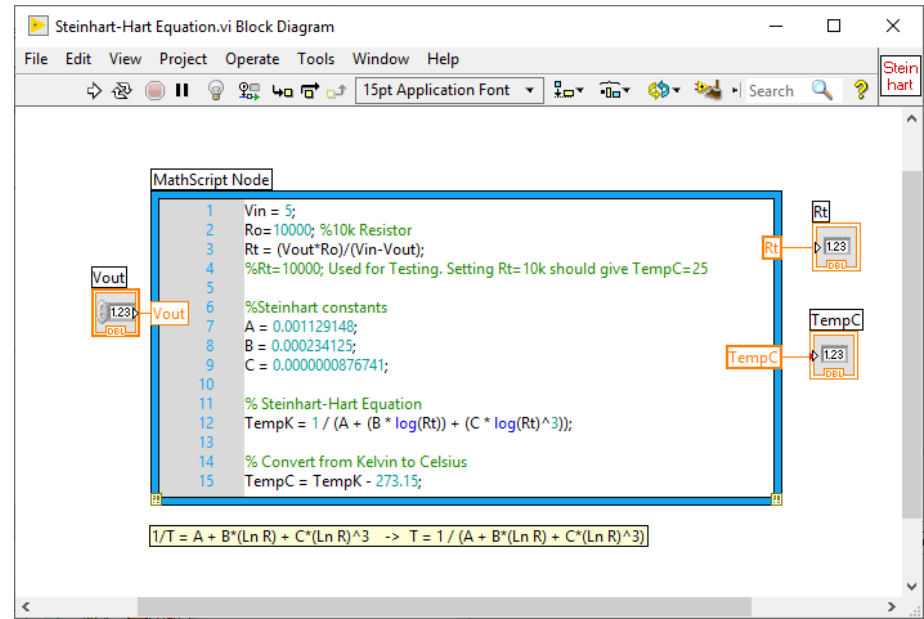 Steinhart-Hart Equation.vi Block Diagram
File Edit View Project Operate Tools Window Help
15pt Application Font
Search
Stein
hart
MathScript Node
1 Vin = 5;
2 Ro=10000; %10k Resistor
3 Rt = (Vout*Ro)/(Vin-Vout);
4 %Rt=10000; Used for Testing. Setting Rt=10k should give TempC=25
5
6 %Steinhart constants
7 A = 0.001129148;
8 B = 0.000234125;
9 C = 0.0000000876741;
10
11 % Steinhart-Hart Equation
12 TempK = 1 / (A + (B * log(Rt)) + (C * log(Rt)^3));
13
14 % Convert from Kelvin to Celsius
15 TempC = TempK - 273.15;
Vout
1.23
DBL
Vout
Rt
Rt
1.23
DBL
TempC
TempC
1.23
DBL
1/T = A + B*(Ln R) + C*(Ln R)^3 -> T = 1 / (A + B*(Ln R) + C*(Ln R)^3)